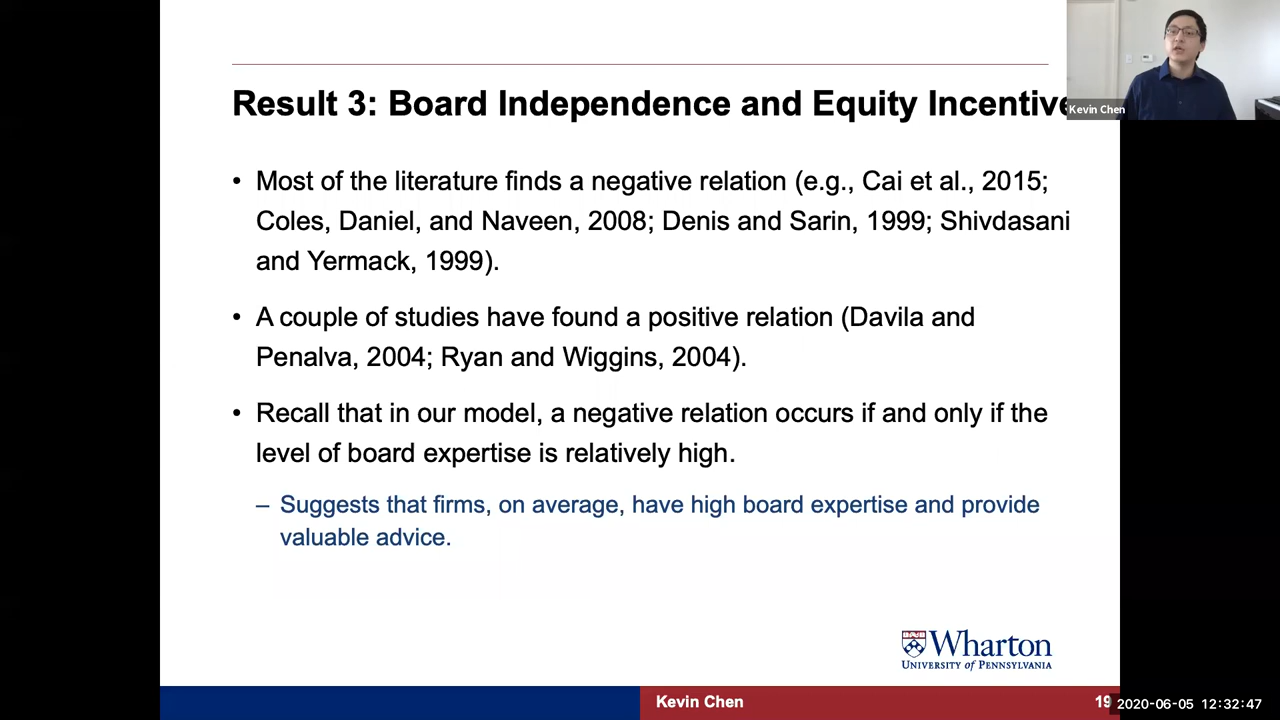 Result 3: Board Independence and Equity Incentive
Kevin Chen
• Most of the literature finds a negative relation (e.g., Cai et al., 2015;
Coles, Daniel, and Naveen, 2008; Denis and Sarin, 1999; Shivdasani
and Yermack, 1999).
• A couple of studies have found a positive relation (Davila and
Penalva, 2004; Ryan and Wiggins, 2004).
• Recall that in our model, a negative relation occurs if and only if the
level of board expertise is relatively high.
– Suggests that firms, on average, have high board expertise and provide
valuable advice.
Wharton
UNIVERSITY of PENNSYLVANIA
Kevin Chen
19
2020-06-05 12:32:47